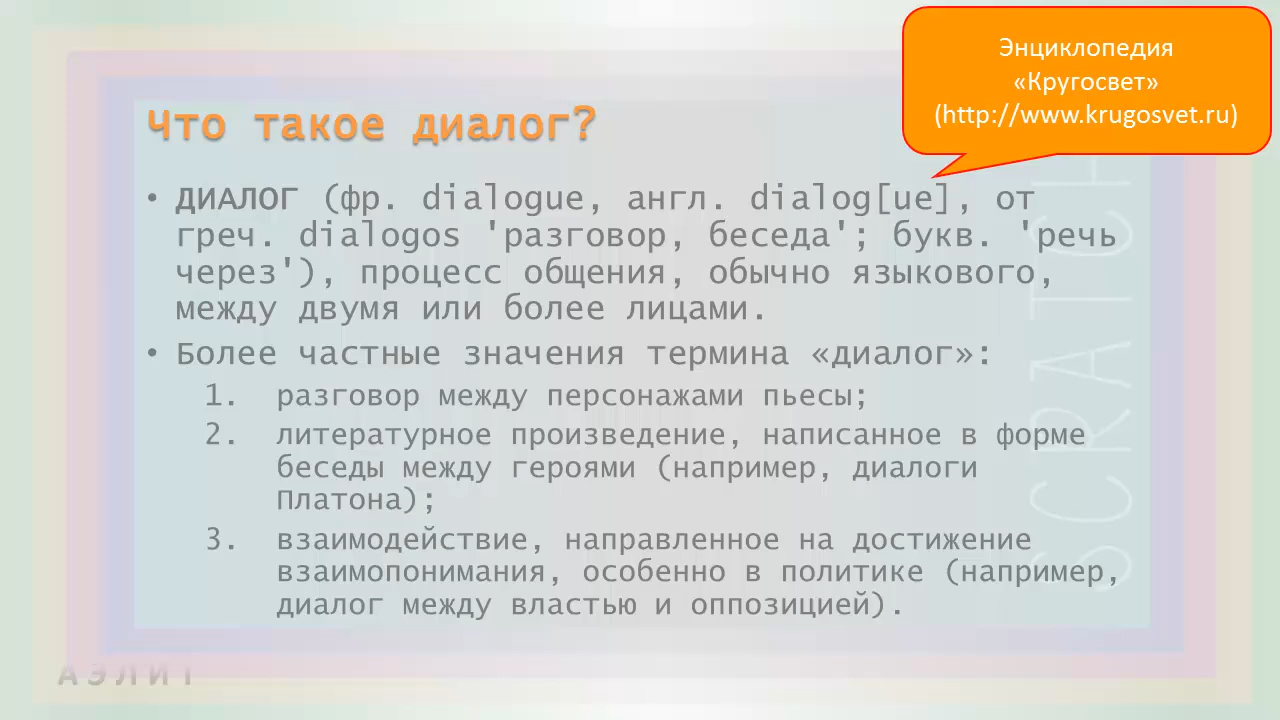 Энциклопедия
«Кругосвет»
(http://www.krugosvet.ru)
Что такое диалог?
• ДИАЛОГ (фр. dialogue, англ. dialog[ue], от
греч. dialogos 'разговор, беседа'; букв. 'речь
через'), процесс общения, обычно языкового,
между двумя или более лицами.
• Более частные значения термина «диалог»:
1. разговор между персонажами пьесы;
2. литературное произведение, написанное в форме
беседы между героями (например, диалоги
Платона);
3. взаимодействие, направленное на достижение
взаимопонимания, особенно в политике (например,
диалог между властью и оппозицией).
SCRATCH